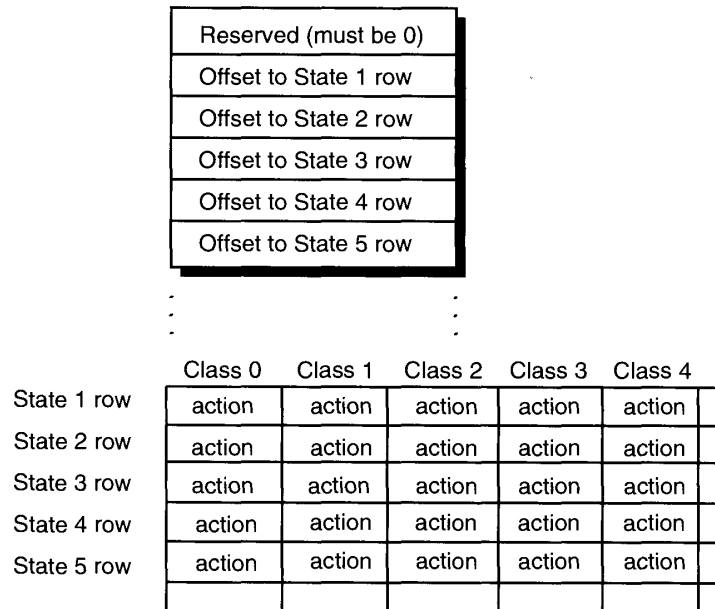 Reserved (must be 0)
Offset to State 1 row
Offset to State 2 row
Offset to State 3 row
Offset to State 4 row
Offset to State 5 row
Class 0 Class 1 Class 2 Class 3 Class 4
State 1 row action action action action action
State 2 row action action action action action
State 3 row action action action action action
State 4 row action action action action action
State 5 row action action action action action